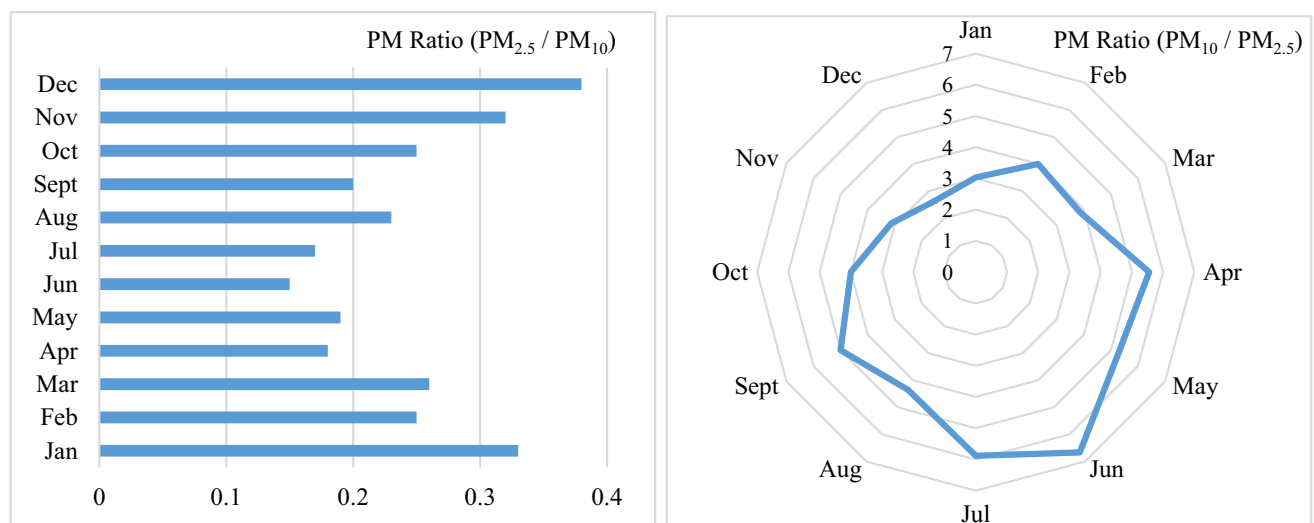 PM Ratio (PM2.5 / PM10)
Dec
Nov
Oct
Sept
Aug
Jul
Jun
May
Apr
Mar
Feb
Jan
0 0.1 0.2 0.3 0.4
PM Ratio (PM10 / PM2.5)
Jan
Feb
Mar
Apr
May
Jun
Jul
Aug
Sept
Oct
Nov
Dec
7
6
5
4
3
2
1
0